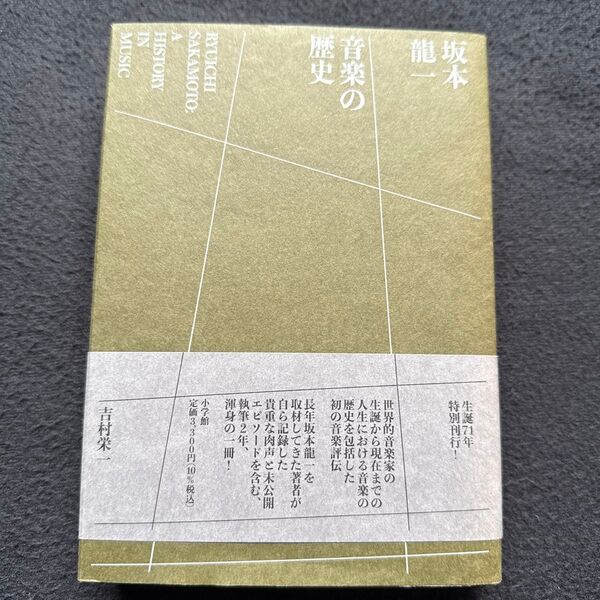 坂本
龍一
音楽の
歴史
RYUICHI
SAKAMOTO:
A
HISTORY
IN
MUSIC
生誕71年
特別刊行!
世界的音楽家の
生誕から現在までの
人生における音楽の
歴史を包括した
初の音楽評伝
長年坂本龍一を
取材してきた著者が
自ら記録した
貴重な肉声と未公開
エピソードを含む、
執筆2年、
渾身の一冊!
小学館
定価3,300円(10%税込)
吉村栄一